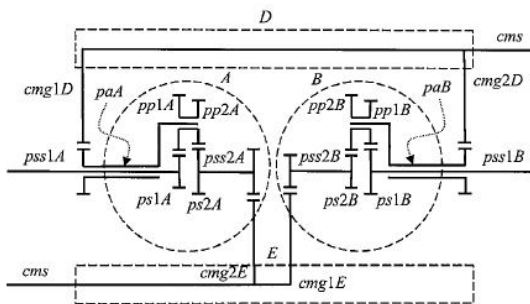 D
cms
cmg1D
paA
A
B
paB
cmg2D
pp1A
pp2A
pp2B
pp1B
pss1A
pss2A
pss2B
pss1B
ps1A
ps2A
ps2B
ps1B
E
cms
cmg2E
cmg1E